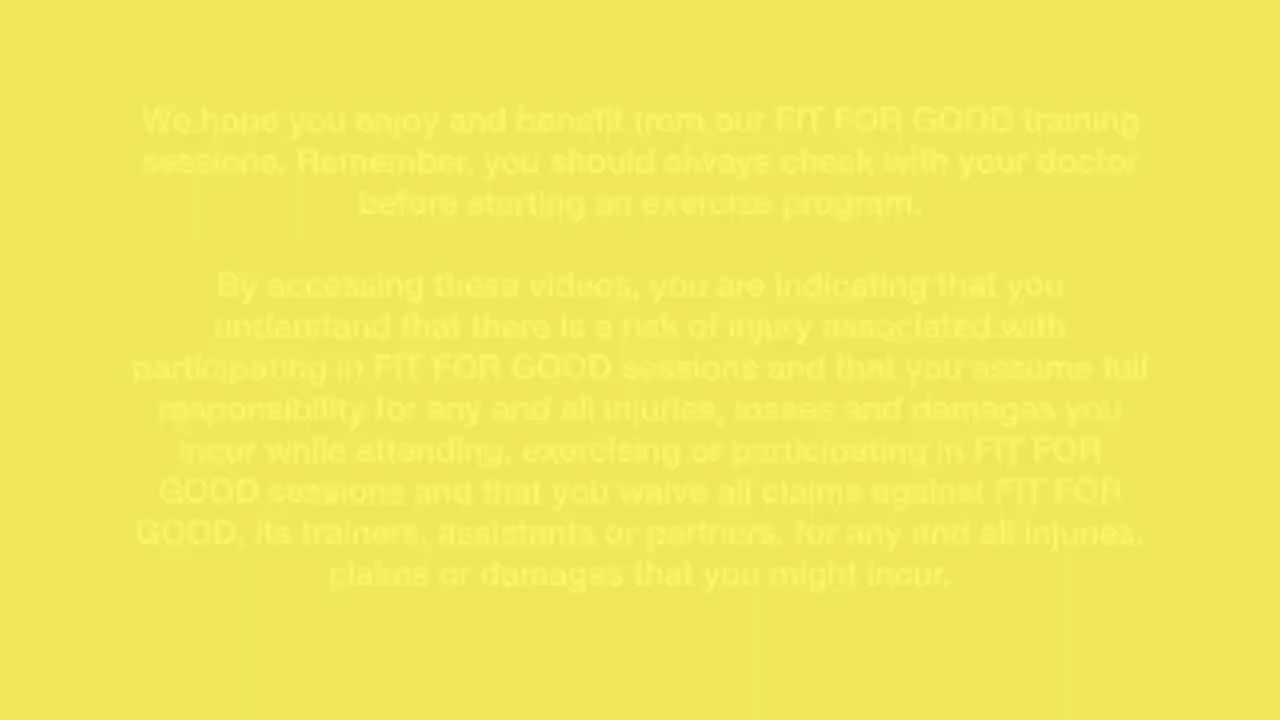 We hope you enjoy and benefit from our FIT FOR GOOD training
sessions. Remember, you should always check with your doctor
before starting an exercise program.
By accessing these videos, you are indicating that you
understand that there is a risk of injury associated with
participating in FIT FOR GOOD sessions and that you assume full
responsibility for any and all injuries, losses and damages you
incur while attending, exercising or participating in FIT FOR
GOOD sessions and that you waive all claims against FIT FOR
GOOD, its trainers, assistants or partners, for any and all injuries,
claims or damages that you might incur.